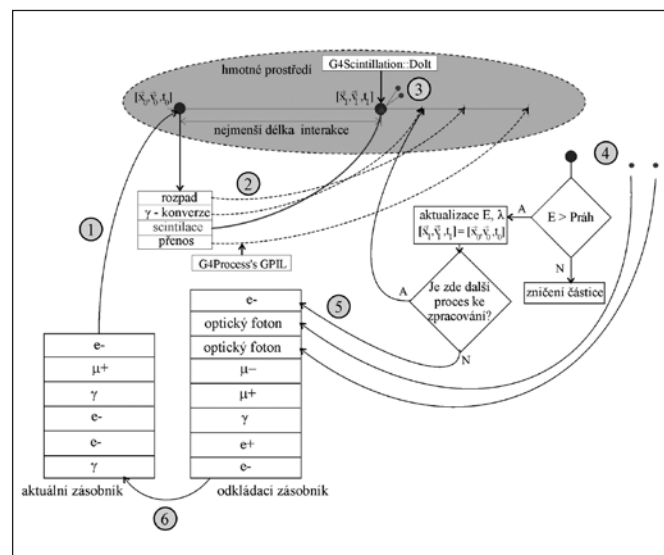 G4Scintillation::DoIt
hmotné prostředí
[x⃗₀,v⃗₀,t₀]
[x⃗₁,v⃗₁,t₁]
3
nejmenší délka interakce
4
2
rozpad
γ - konverze
scintilace
přenos
1
G4Process's GPIL
E > Práh
A
N
aktualizace E, λ
[x⃗₁,v⃗₁,t₁] = [x⃗₀,v⃗₀,t₀]
zničení částice
Je zde další
proces ke
zpracování?
A
N
5
e-
optický foton
optický foton
μ−
μ+
γ
e+
e-
odkládací zásobník
e-
μ+
γ
e-
e-
γ
aktuální zásobník
6